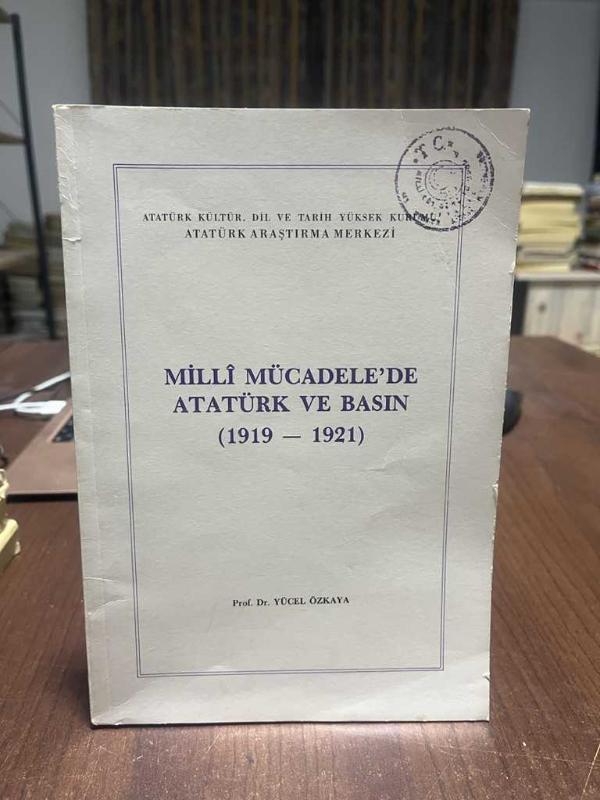 T.C.
ATATÜRK KÜLTÜR, DİL VE TARİH YÜKSEK KURUMU
ATATÜRK ARAŞTIRMA MERKEZİ
MİLLÎ MÜCADELE'DE
ATATÜRK VE BASIN
(1919 — 1921)
Prof. Dr. YÜCEL ÖZKAYA